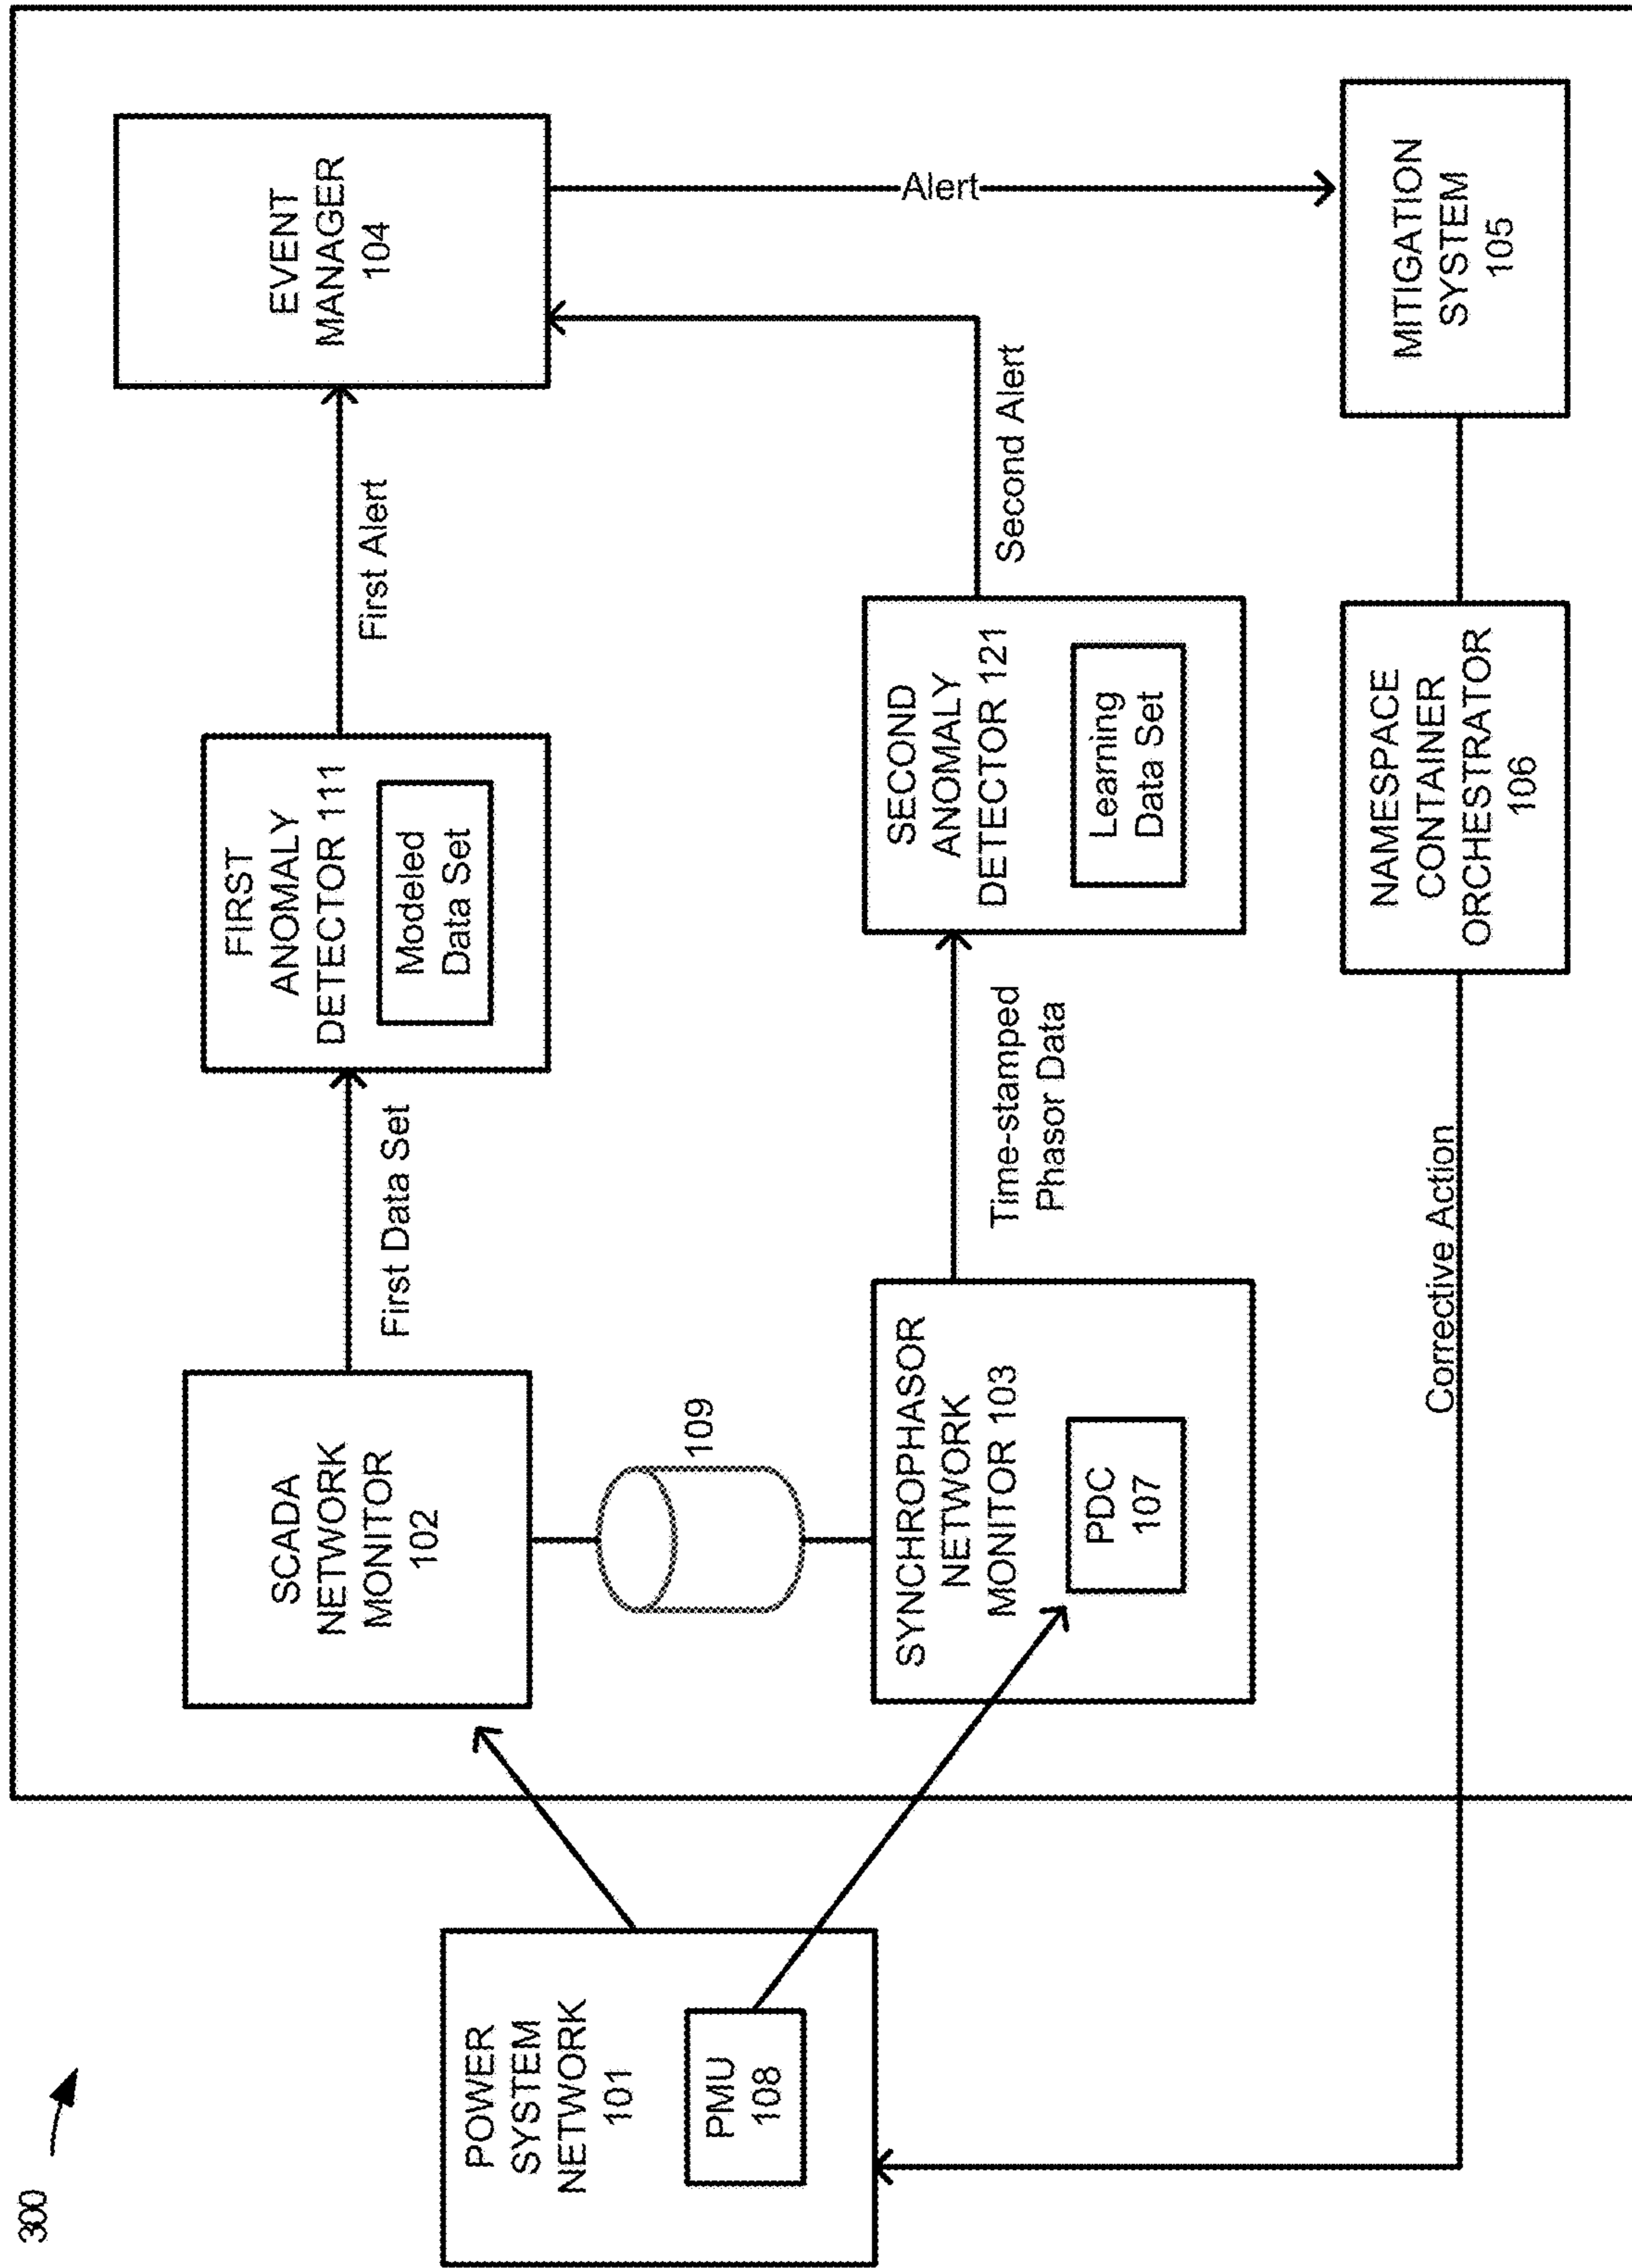 300
POWER
SYSTEM
NETWORK
101
PMU
108
SCADA
NETWORK
MONITOR
102
109
SYNCHROPHASOR
NETWORK
MONITOR 103
PDC
107
First Data Set
Time-stamped
Phasor Data
FIRST
ANOMALY
DETECTOR 111
Modeled
Data Set
SECOND
ANOMALY
DETECTOR 121
Learning
Data Set
First Alert
Second Alert
EVENT
MANAGER
104
Alert
MITIGATION
SYSTEM
105
NAMESPACE
CONTAINER
ORCHESTRATOR
106
Corrective Action